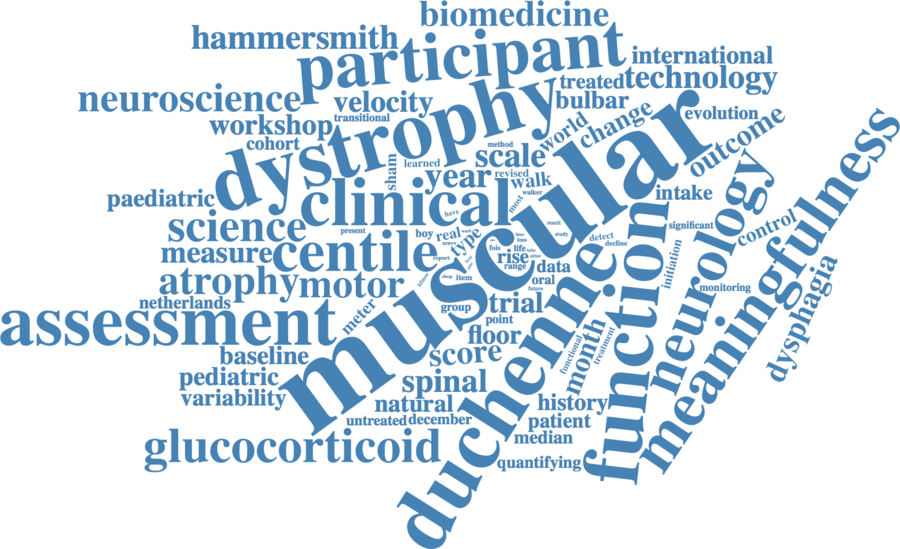 biomedicine
hammersmith
participant
international
neuroscience
velocity
treated
technology
transitional
bulbar
workshop
dystrophy
world
change
evolution
cohort
method
outcome
learned
scale
sham
revised
year
walk
walker
paediatric
clinical
most
muscular
intake
have
science
present
boy
real
type
result
significant
control
measure
centile
report
study
detect
decline
neurology
meaningfulness
rise
life
range
data
atrophy
motor
item
oral
future
function
initiation
monitoring
netherlands
meter
group
trial
dysphagia
assessment
point
floor
duchenne
baseline
score
functional
treatment
month
pediatric
spinal
variability
natural
history
untreated
december
patient
median
glucocorticoid
quantifying